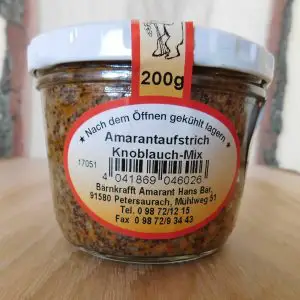 200g
* Nach dem Öffnen gekühlt lagern *
Amarantaufstrich
Knoblauch-Mix
17051
4 041869 046026
Bärnkrafft Amarant Hans Bar,
91580 Petersaurach, Mühlweg 51
Tel. 0 98 72/12 15
Fax 0 98 72/9 34 43